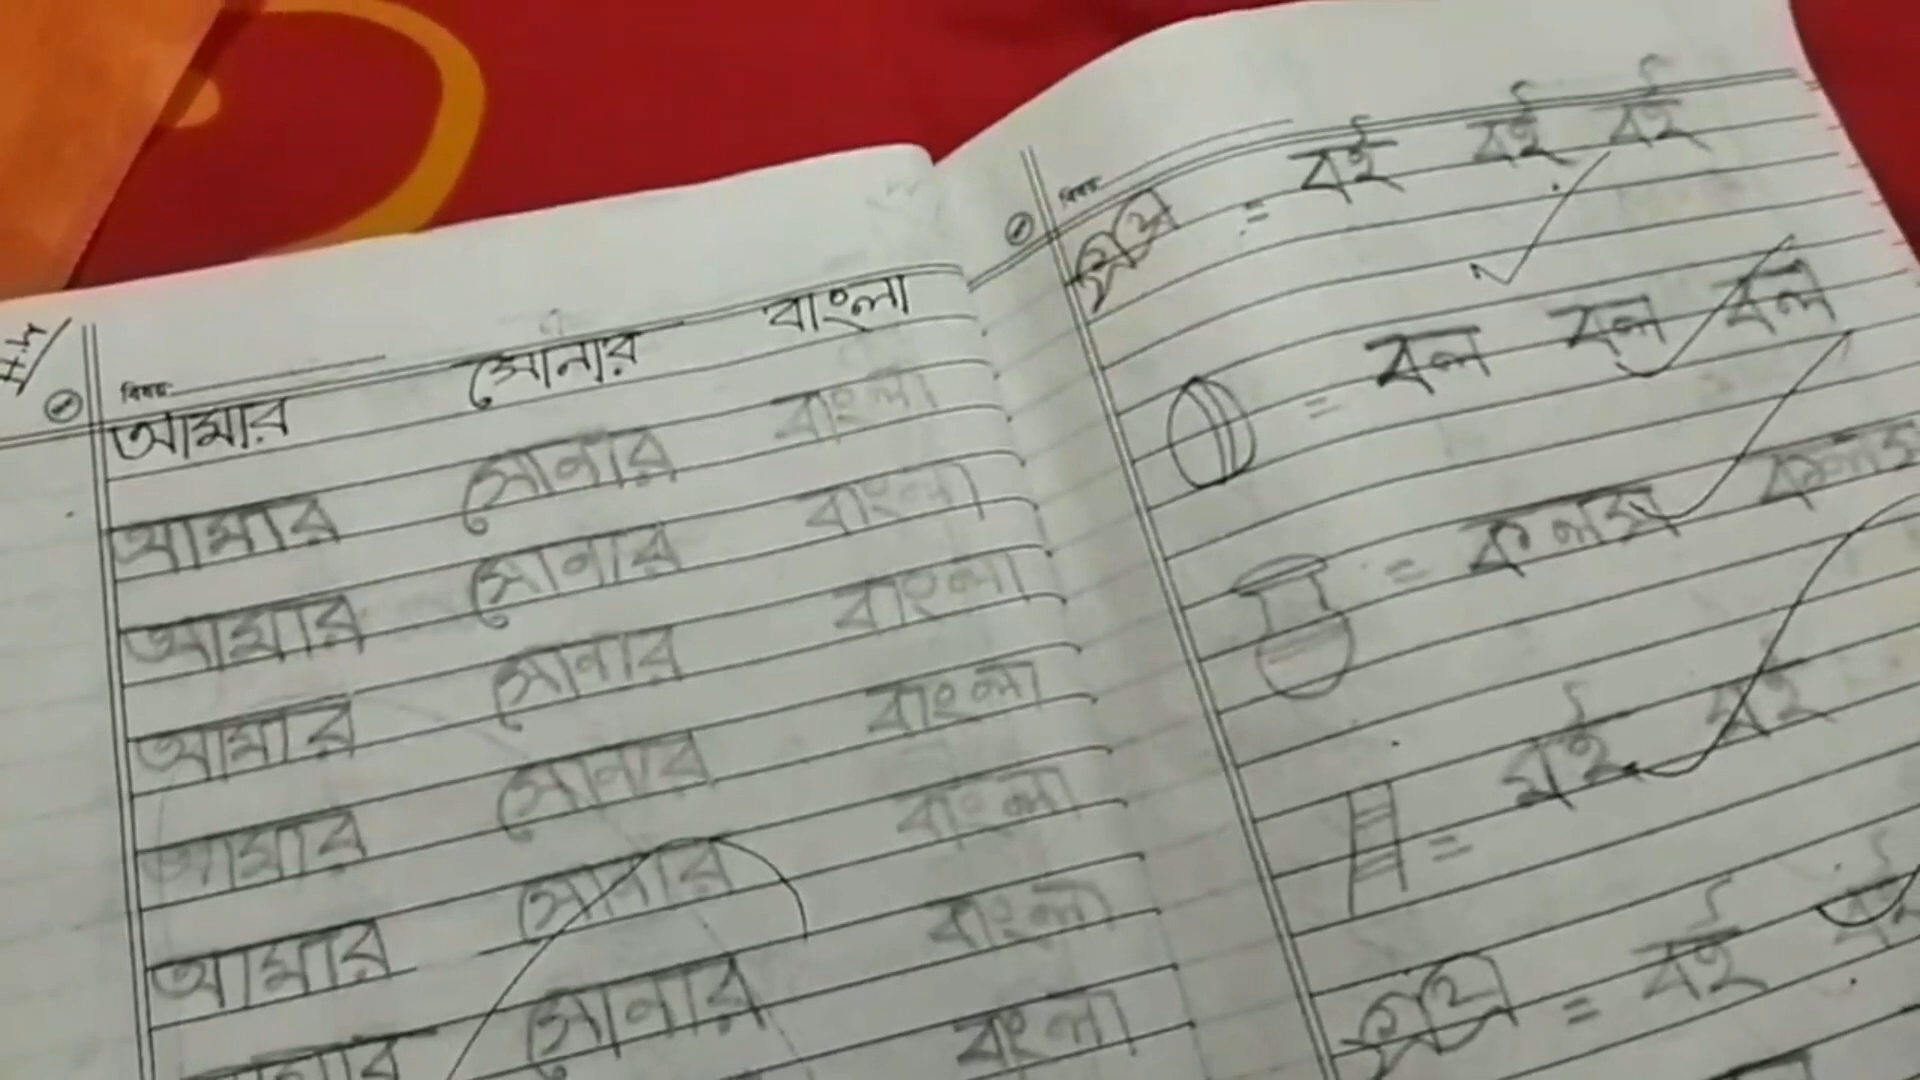 H.W
বিষয়:
আমার সোনার বাংলা
আমার সোনার বাংলা
আমার সোনার বাংলা
আমার সোনার বাংলা
আমার সোনার বাংলা
আমার সোনার বাংলা
সোনার বাংলা
বিষয়:
= বই বই বই
= বল বল বল
= কলস কলস
= মই মই
= বই বই